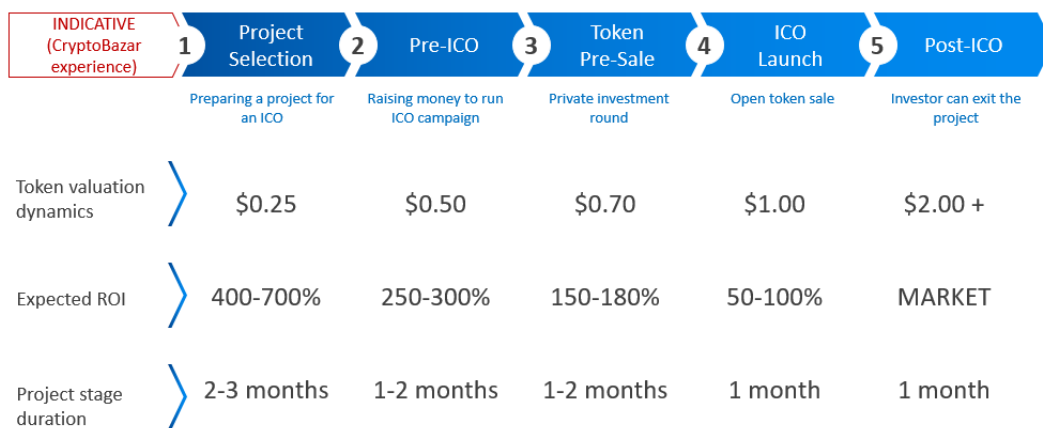 INDICATIVE
(CryptoBazar
experience)
1
Project
Selection
2
Pre-ICO
3
Token
Pre-Sale
4
ICO
Launch
5
Post-ICO
Preparing a project for
an ICO
Raising money to run
ICO campaign
Private investment
round
Open token sale
Investor can exit the
project
Token valuation
dynamics
$0.25
$0.50
$0.70
$1.00
$2.00 +
Expected ROI
400-700%
250-300%
150-180%
50-100%
MARKET
Project stage
duration
2-3 months
1-2 months
1-2 months
1 month
1 month